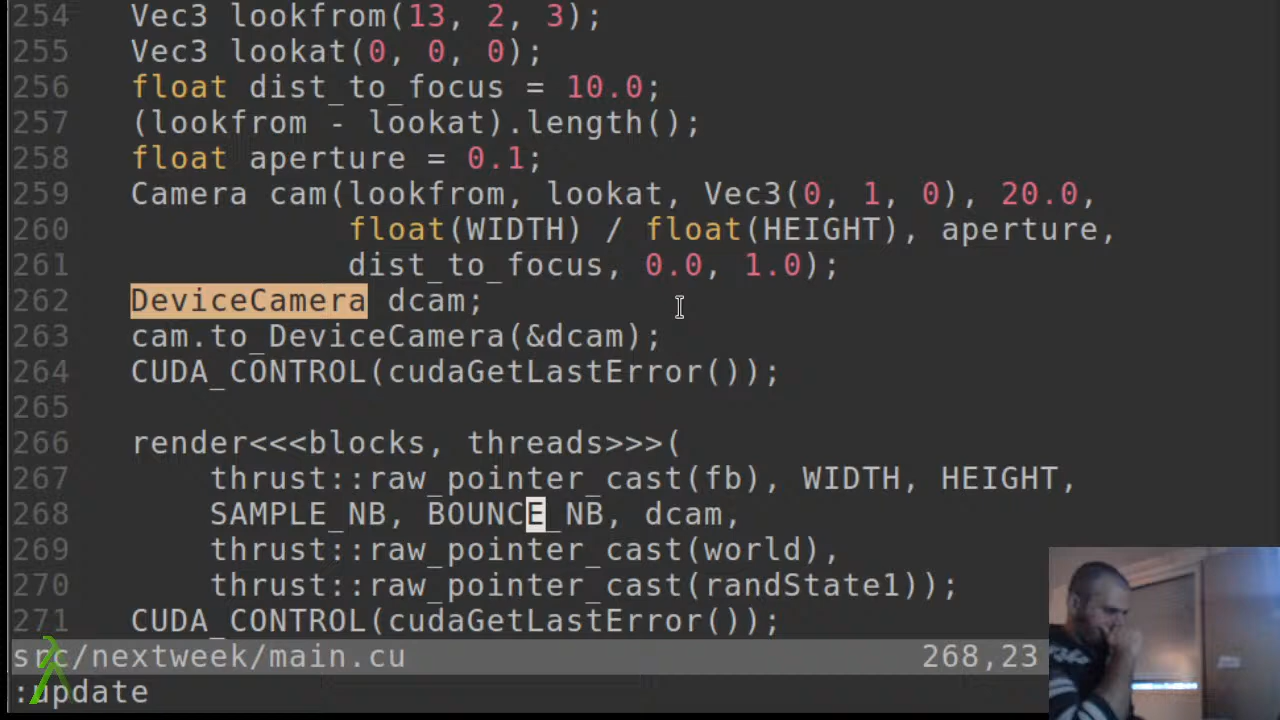 254 Vec3 lookfrom(13, 2, 3);
255 Vec3 lookat(0, 0, 0);
256 float dist_to_focus = 10.0;
257 (lookfrom - lookat).length();
258 float aperture = 0.1;
259 Camera cam(lookfrom, lookat, Vec3(0, 1, 0), 20.0,
260 float(WIDTH) / float(HEIGHT), aperture,
261 dist_to_focus, 0.0, 1.0);
262 DeviceCamera dcam;
263 cam.to_DeviceCamera(&dcam);
264 CUDA_CONTROL(cudaGetLastError());
265
266 render<<<blocks, threads>>>(
267 thrust::raw_pointer_cast(fb), WIDTH, HEIGHT,
268 SAMPLE_NB, BOUNCE_NB, dcam,
269 thrust::raw_pointer_cast(world),
270 thrust::raw_pointer_cast(randState1));
271 CUDA_CONTROL(cudaGetLastError());
src/nextweek/main.cu 268,23
:update